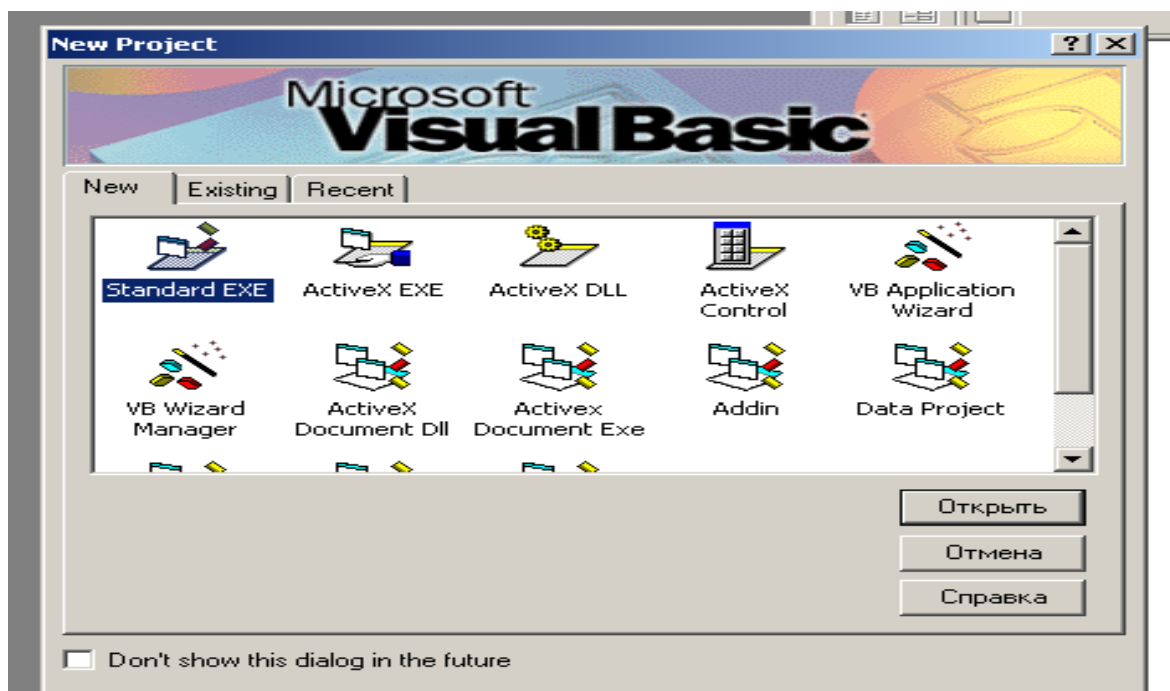 New Project
Microsoft
Visual Basic
New Existing Recent
Standard EXE ActiveX EXE ActiveX DLL ActiveX Control VB Application Wizard
VB Wizard Manager ActiveX Document Dll Activex Document Exe Addin Data Project
Открыть
Отмена
Справка
Don't show this dialog in the future